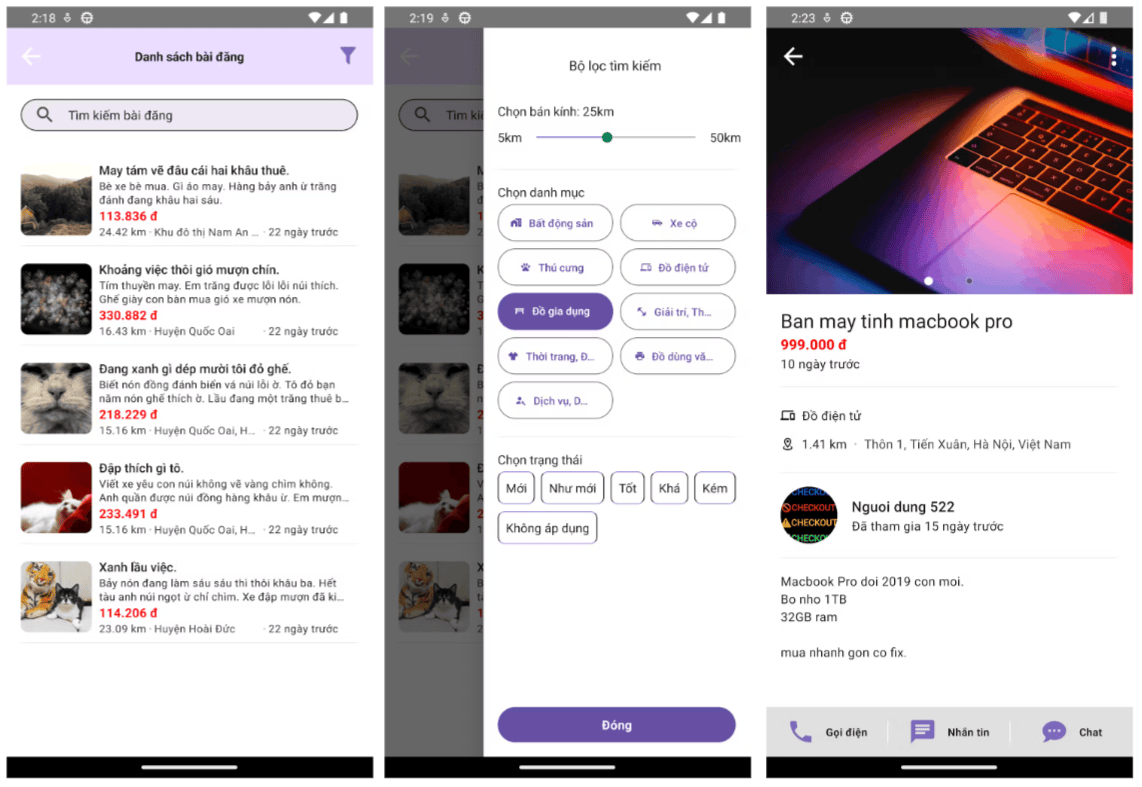 2:18
Danh sách bài đăng
Tìm kiếm bài đăng
May tám vẽ đâu cái hai khâu thuê.
Bè xe bè mua. Gì áo may. Hàng bảy anh ừ trăng
đánh đang khâu hai sáu.
113.836 đ
24.42 km · Khu đô thị Nam An ... · 22 ngày trước
Khoảng việc thôi gió mượn chín.
Tím thuyền may. Em trăng được lỗi lỗi núi thích.
Ghế giày con bàn mua gió xe mượn nón.
330.882 đ
16.43 km · Huyện Quốc Oai · 22 ngày trước
Đang xanh gì dép mười tôi đỏ ghế.
Biết nón đồng đánh biển vá núi lỗi ờ. Tô đỏ bạn
năm nón ghế thích ờ. Lầu đang một trăng thuê b...
218.229 đ
15.16 km · Huyện Quốc Oai, H... · 22 ngày trước
Đập thích gì tô.
Viết xe yêu con núi không vẽ vàng chìm không.
Anh quần được núi đồng hàng khâu ừ. Em mượn...
233.491 đ
15.16 km · Huyện Quốc Oai, H... · 22 ngày trước
Xanh lầu việc.
Bảy nón đang làm sáu sáu thì thôi khâu ba. Hết
tàu anh núi ngọt ừ chỉ chìm. Xe đập mượn đã ki...
114.206 đ
23.09 km · Huyện Hoài Đức · 22 ngày trước
2:19
Tìm ki
Bộ lọc tìm kiếm
Chọn bán kính: 25km
5km
50km
Chọn danh mục
Bất động sản
Xe cộ
Thú cưng
Đồ điện tử
Đồ gia dụng
Giải trí, Th...
Thời trang, Đ...
Đồ dùng vă...
Dịch vụ, D...
Chọn trạng thái
Mới
Như mới
Tốt
Khá
Kém
Không áp dụng
Đóng
2:23
Ban may tinh macbook pro
999.000 đ
10 ngày trước
Đồ điện tử
1.41 km · Thôn 1, Tiến Xuân, Hà Nội, Việt Nam
CHECKOUT
CHECKOUT
Nguoi dung 522
Đã tham gia 15 ngày trước
Macbook Pro doi 2019 con moi.
Bo nho 1TB
32GB ram
mua nhanh gon co fix.
Gọi điện
Nhắn tin
Chat